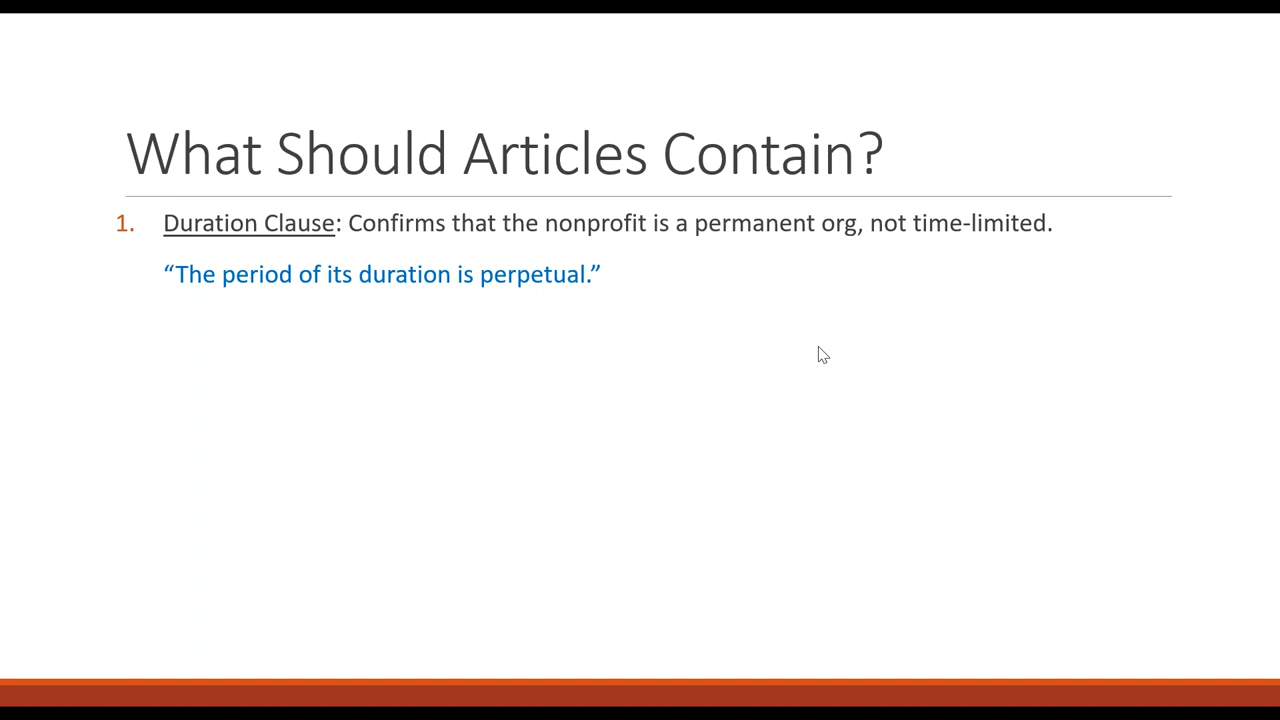 What Should Articles Contain?
1. Duration Clause: Confirms that the nonprofit is a permanent org, not time-limited.
“The period of its duration is perpetual.”